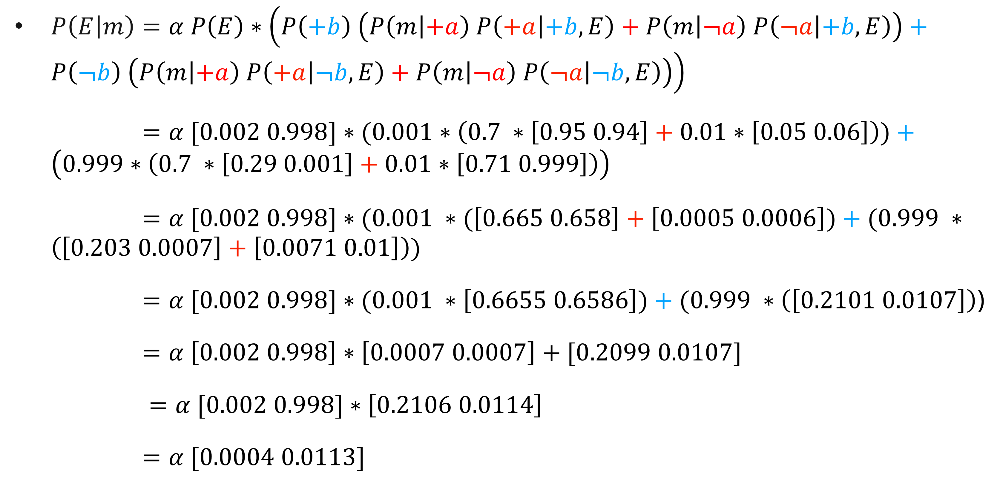 • P(E|m) = α P(E) ∗ (P(+b) (P(m|+a) P(+a|+b, E) + P(m|¬a) P(¬a|+b, E)) +
P(¬b) (P(m|+a) P(+a|¬b, E) + P(m|¬a) P(¬a|¬b, E)))
= α [0.002 0.998] ∗ (0.001 ∗ (0.7 ∗ [0.95 0.94] + 0.01 ∗ [0.05 0.06])) +
(0.999 ∗ (0.7 ∗ [0.29 0.001] + 0.01 ∗ [0.71 0.999]))
= α [0.002 0.998] ∗ (0.001 ∗ ([0.665 0.658] + [0.0005 0.0006]) + (0.999 ∗
([0.203 0.0007] + [0.0071 0.01]))
= α [0.002 0.998] ∗ (0.001 ∗ [0.6655 0.6586]) + (0.999 ∗ ([0.2101 0.0107]))
= α [0.002 0.998] ∗ [0.0007 0.0007] + [0.2099 0.0107]
= α [0.002 0.998] ∗ [0.2106 0.0114]
= α [0.0004 0.0113]